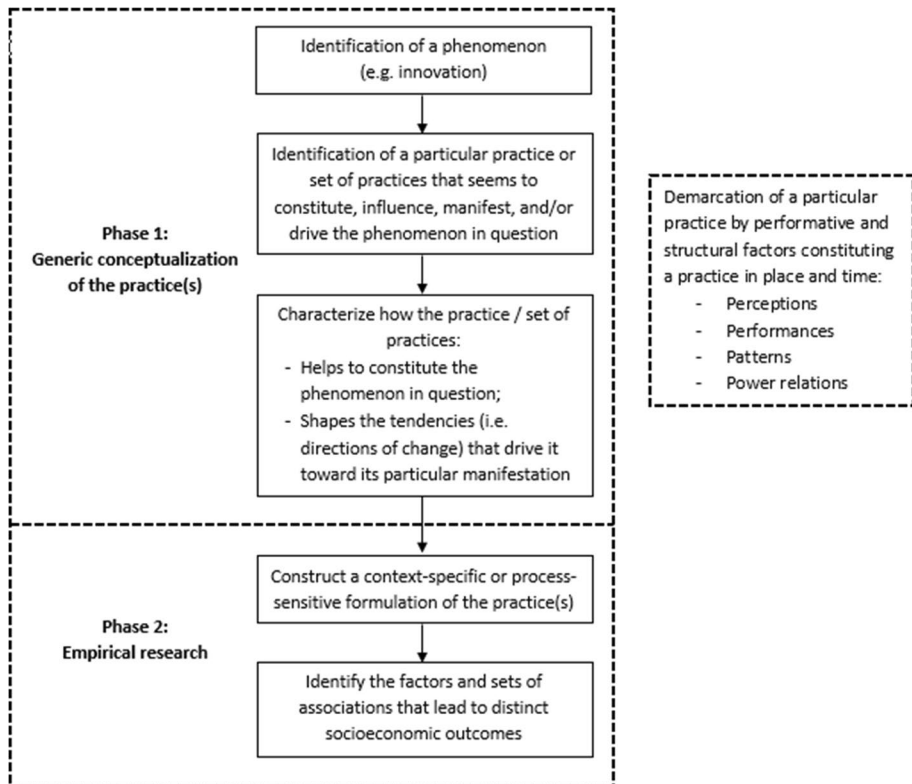 Identification of a phenomenon
(e.g. innovation)
Identification of a particular practice or
set of practices that seems to
constitute, influence, manifest, and/or
drive the phenomenon in question
Phase 1:
Generic conceptualization
of the practice(s)
Characterize how the practice / set of
practices:
- Helps to constitute the
phenomenon in question;
- Shapes the tendencies (i.e.
directions of change) that drive it
toward its particular manifestation
Demarcation of a particular
practice by performative and
structural factors constituting
a practice in place and time:
- Perceptions
- Performances
- Patterns
- Power relations
Phase 2:
Empirical research
Construct a context-specific or process-
sensitive formulation of the practice(s)
Identify the factors and sets of
associations that lead to distinct
socioeconomic outcomes